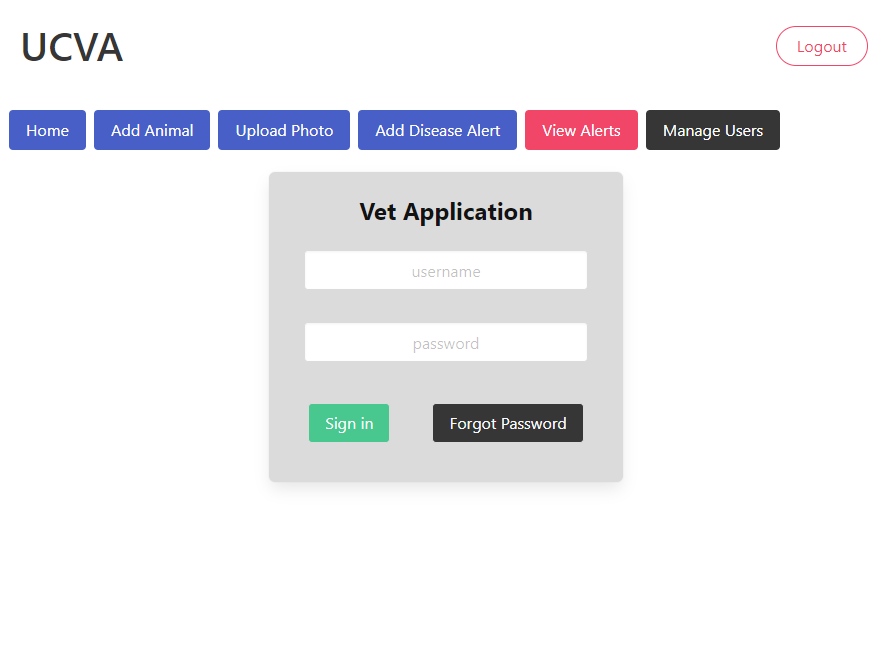 UCVA
Logout
Home Add Animal Upload Photo Add Disease Alert View Alerts Manage Users
Vet Application
username
password
Sign in Forgot Password